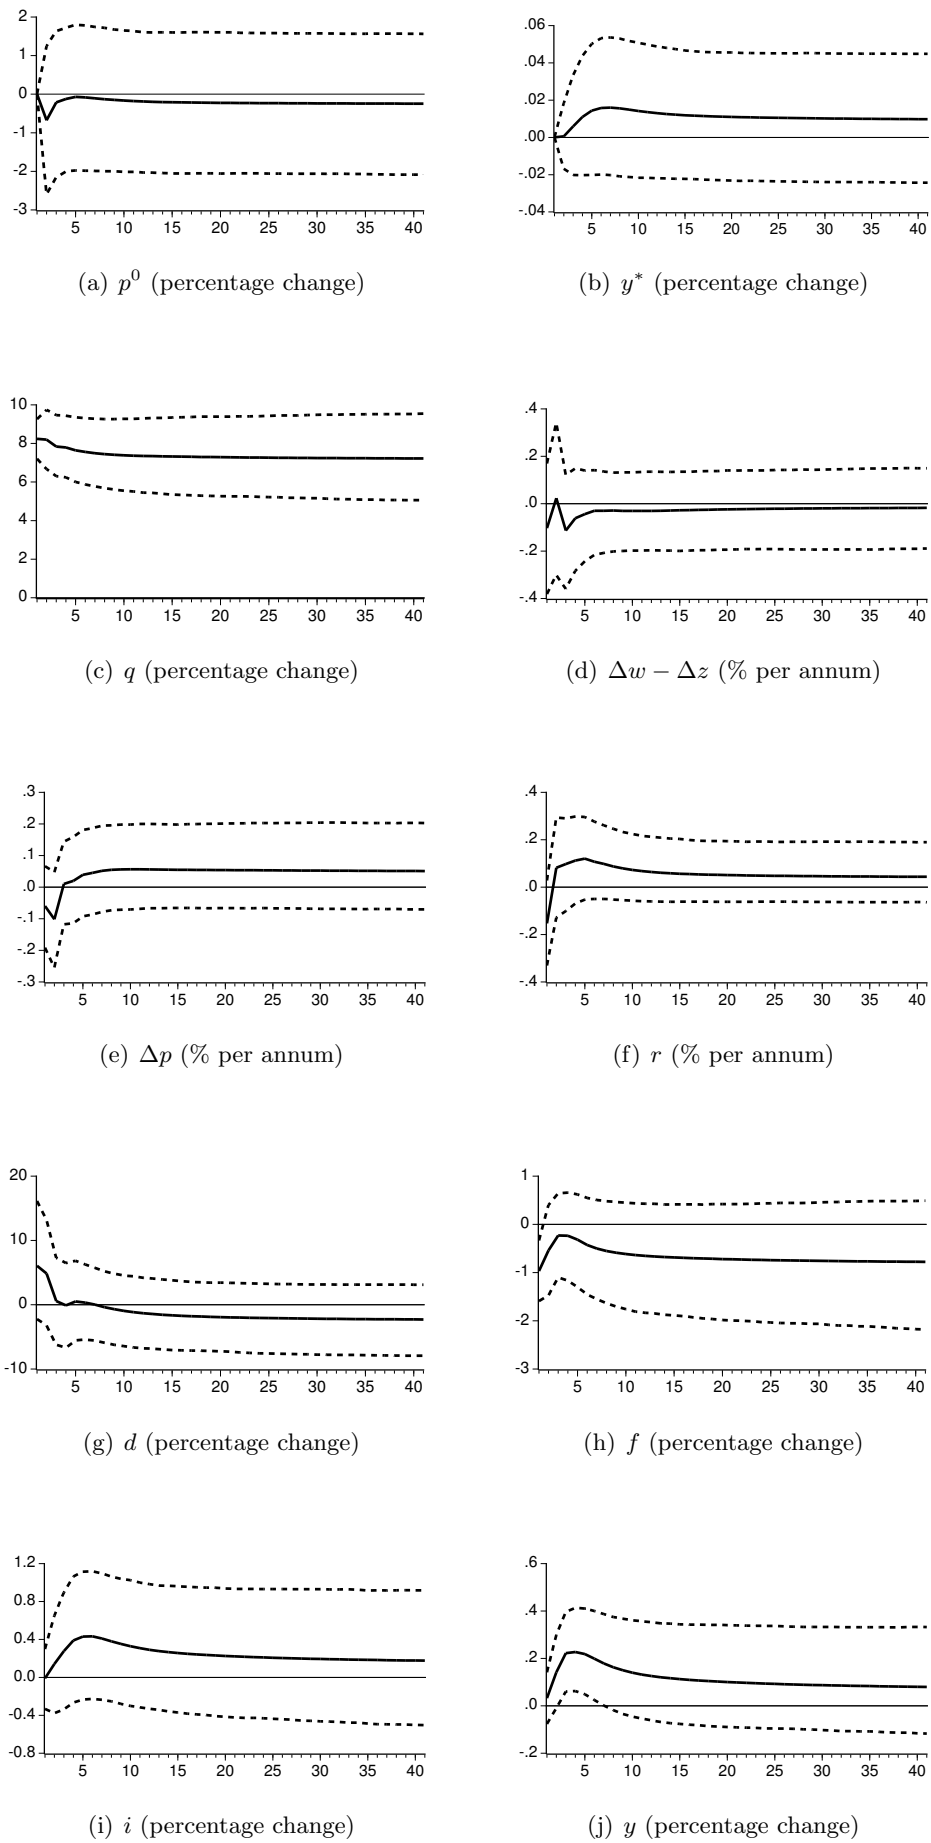 2
1
0
-1
-2
-3
5 10 15 20 25 30 35 40
(a) p⁰ (percentage change)
.06
.04
.02
.00
-.02
-.04
5 10 15 20 25 30 35 40
(b) y* (percentage change)
10
8
6
4
2
0
5 10 15 20 25 30 35 40
(c) q (percentage change)
.4
.2
.0
-.2
-.4
5 10 15 20 25 30 35 40
(d) Δw − Δz (% per annum)
.3
.2
.1
.0
-.1
-.2
-.3
5 10 15 20 25 30 35 40
(e) Δp (% per annum)
.4
.2
.0
-.2
-.4
5 10 15 20 25 30 35 40
(f) r (% per annum)
20
10
0
-10
5 10 15 20 25 30 35 40
(g) d (percentage change)
1
0
-1
-2
-3
5 10 15 20 25 30 35 40
(h) f (percentage change)
1.2
0.8
0.4
0.0
-0.4
-0.8
5 10 15 20 25 30 35 40
(i) i (percentage change)
.6
.4
.2
.0
-.2
5 10 15 20 25 30 35 40
(j) y (percentage change)